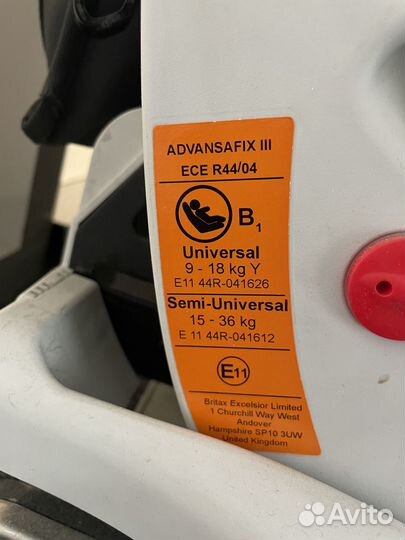 ADVANSAFIX III
ECE R44/04
B1
Universal
9 - 18 kg Y
E11 44R-041626
Semi-Universal
15 - 36 kg
E 11 44R-041612
E11
Britax Excelsior Limited
1 Churchill Way West
Andover
Hampshire SP10 3UW
United Kingdom
Avito